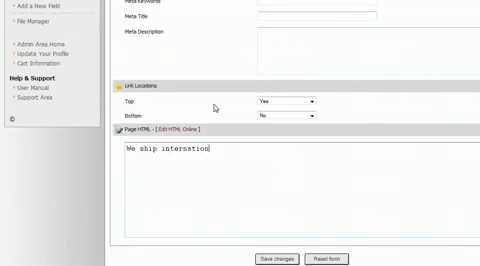 Add a New Field
File Manager
Admin Area Home
Update Your Profile
Cart Information
Help & Support
User Manual
Support Area
©
Meta Keywords
Meta Title
Meta Description
Link Locations
Top Yes
Bottom No
Page HTML - [ Edit HTML Online ]
We ship internation
Save changes Reset form